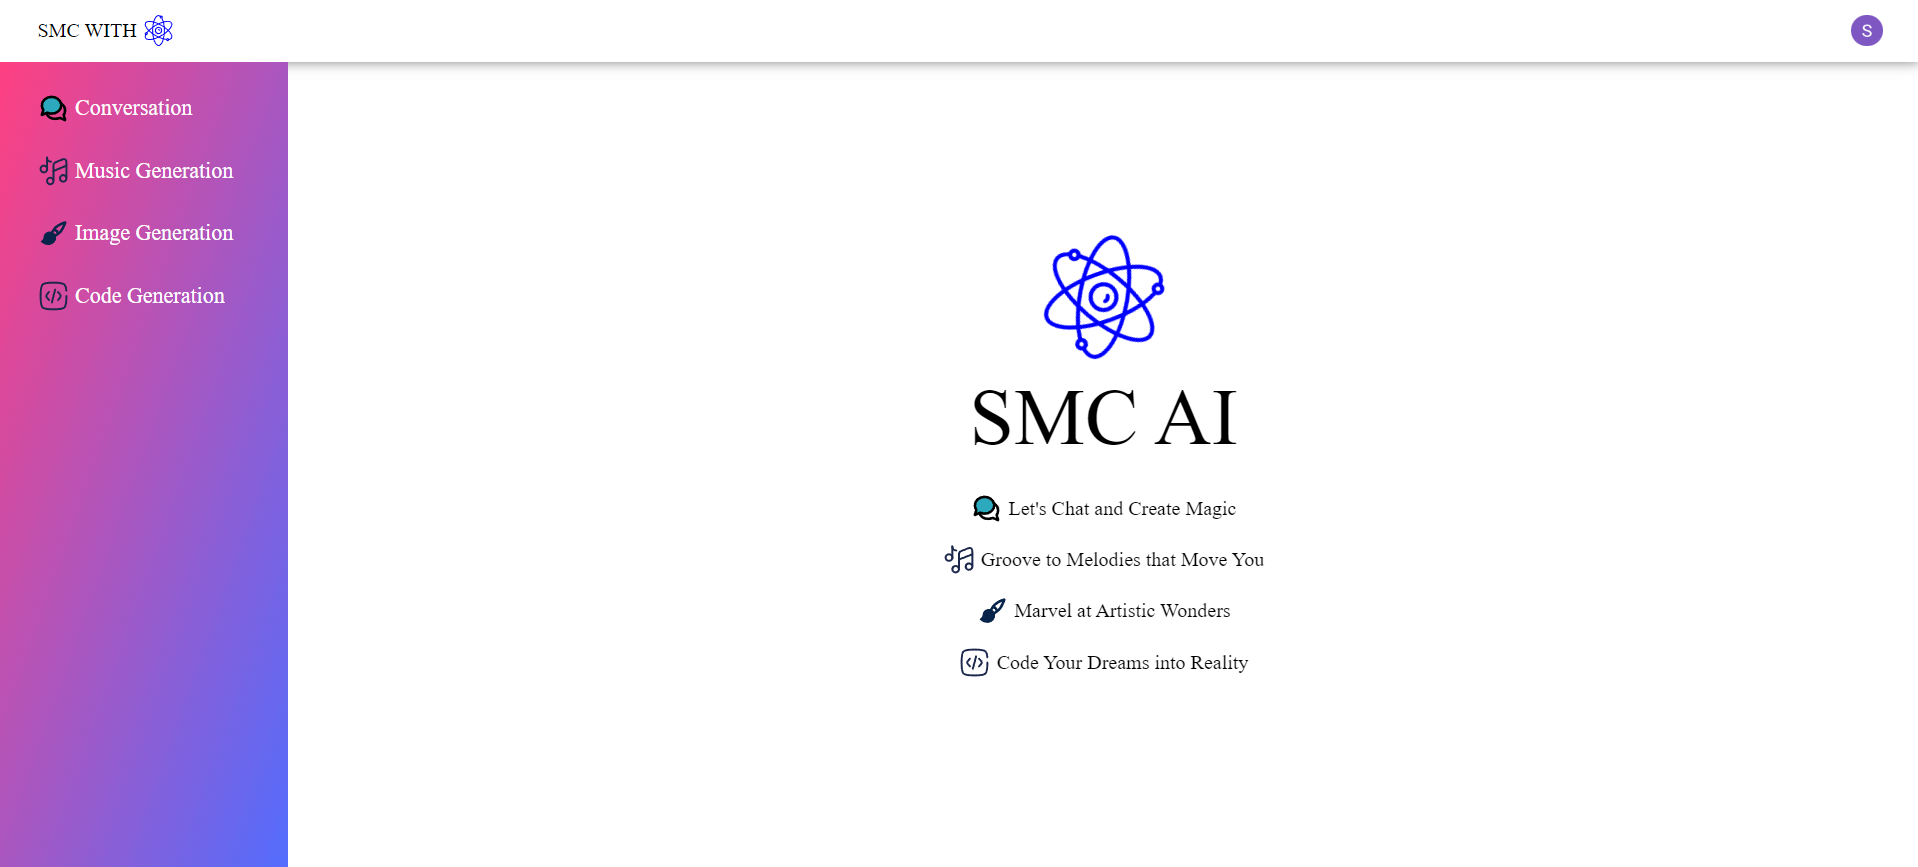 SMC WITH
S
Conversation
Music Generation
Image Generation
Code Generation
SMC AI
Let's Chat and Create Magic
Groove to Melodies that Move You
Marvel at Artistic Wonders
Code Your Dreams into Reality